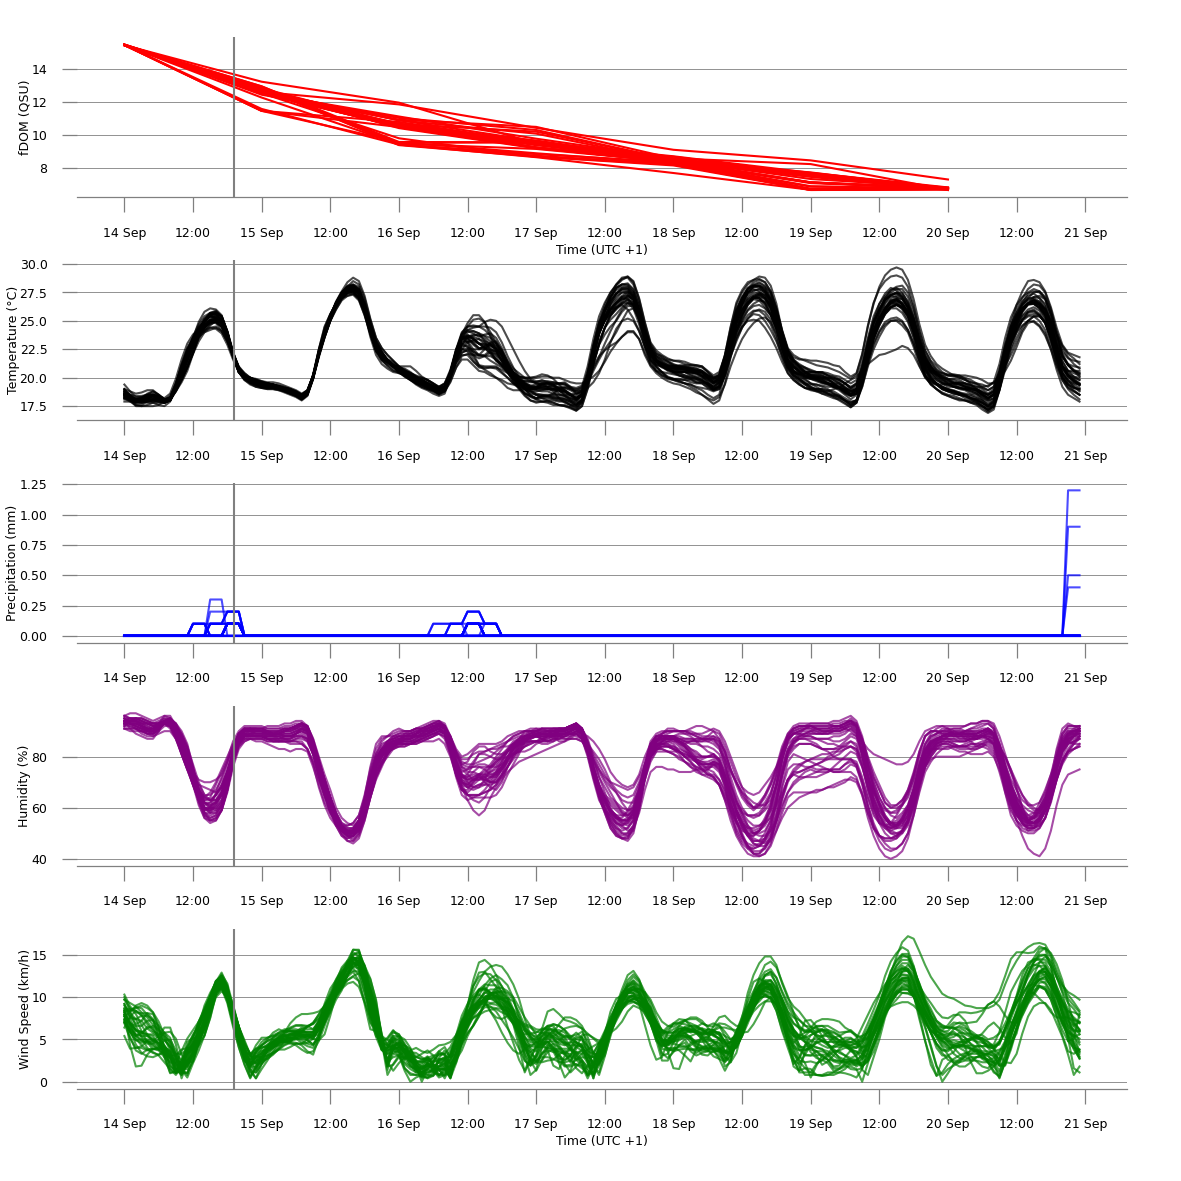 fDOM (QSU)
14
12
10
8
14 Sep 12:00 15 Sep 12:00 16 Sep 12:00 17 Sep 12:00 18 Sep 12:00 19 Sep 12:00 20 Sep 12:00 21 Sep
Time (UTC +1)
Temperature (°C)
30.0
27.5
25.0
22.5
20.0
17.5
14 Sep 12:00 15 Sep 12:00 16 Sep 12:00 17 Sep 12:00 18 Sep 12:00 19 Sep 12:00 20 Sep 12:00 21 Sep
Precipitation (mm)
1.25
1.00
0.75
0.50
0.25
0.00
14 Sep 12:00 15 Sep 12:00 16 Sep 12:00 17 Sep 12:00 18 Sep 12:00 19 Sep 12:00 20 Sep 12:00 21 Sep
Humidity (%)
80
60
40
14 Sep 12:00 15 Sep 12:00 16 Sep 12:00 17 Sep 12:00 18 Sep 12:00 19 Sep 12:00 20 Sep 12:00 21 Sep
Wind Speed (km/h)
15
10
5
0
14 Sep 12:00 15 Sep 12:00 16 Sep 12:00 17 Sep 12:00 18 Sep 12:00 19 Sep 12:00 20 Sep 12:00 21 Sep
Time (UTC +1)